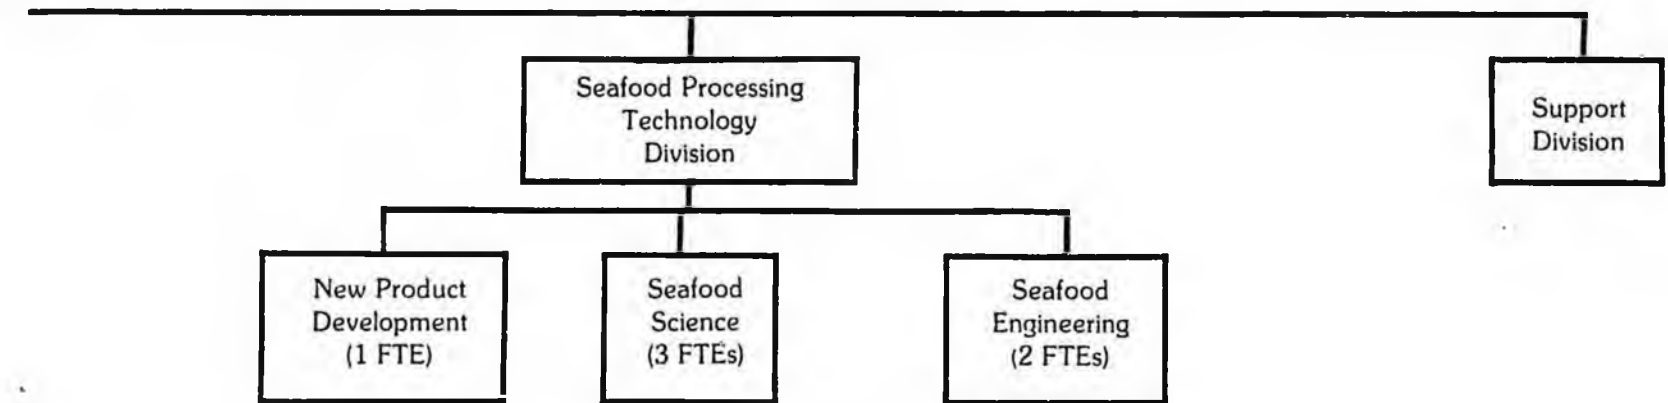 Seafood Processing
Technology
Division
Support
Division
New Product
Development
(1 FTE)
Seafood
Science
(3 FTEs)
Seafood
Engineering
(2 FTEs)